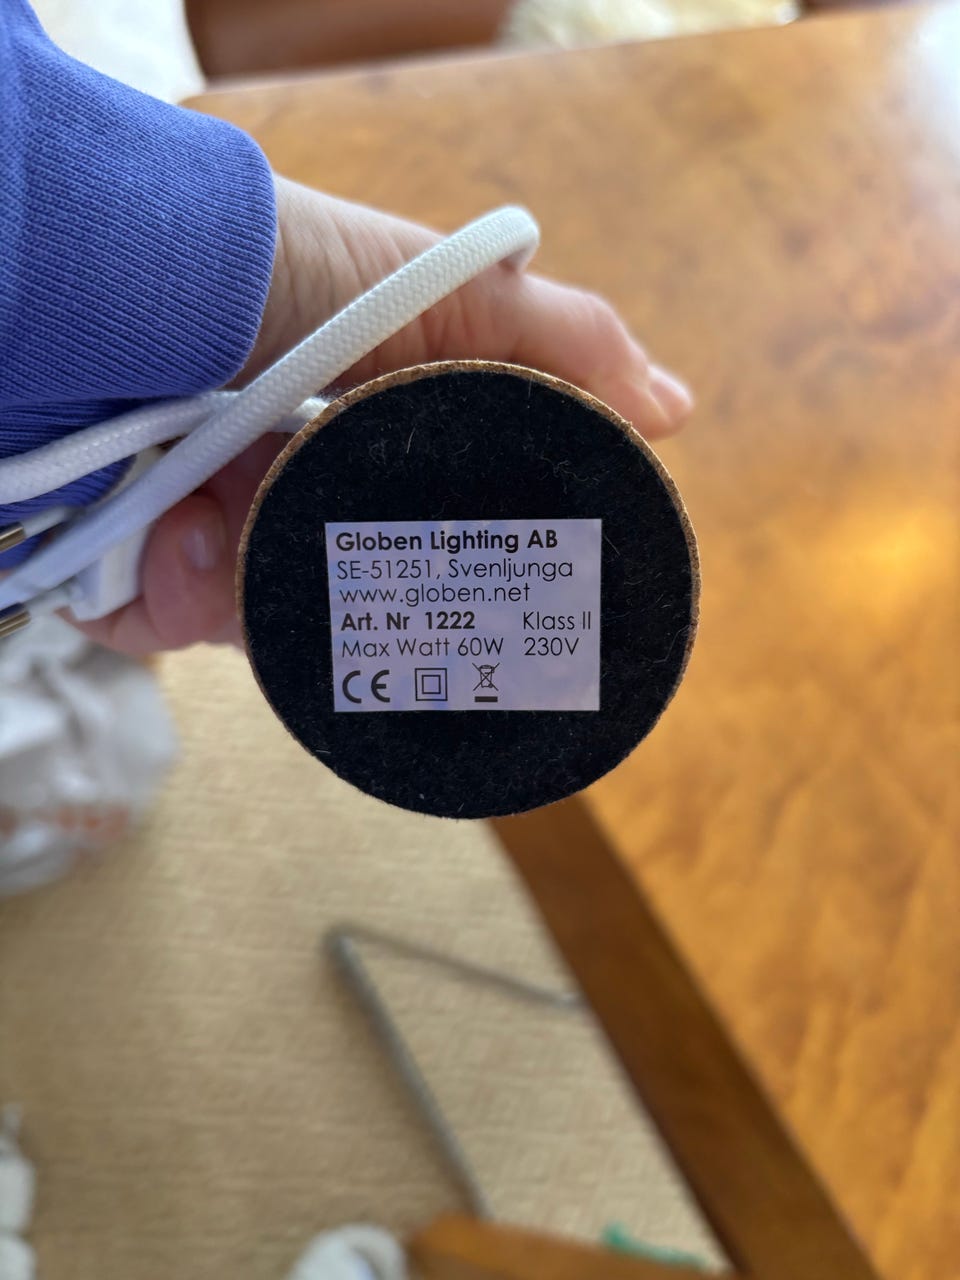 Globen Lighting AB
SE-51251, Svenljunga
www.globen.net
Art. Nr 1222 Klass II
Max Watt 60W 230V
CE